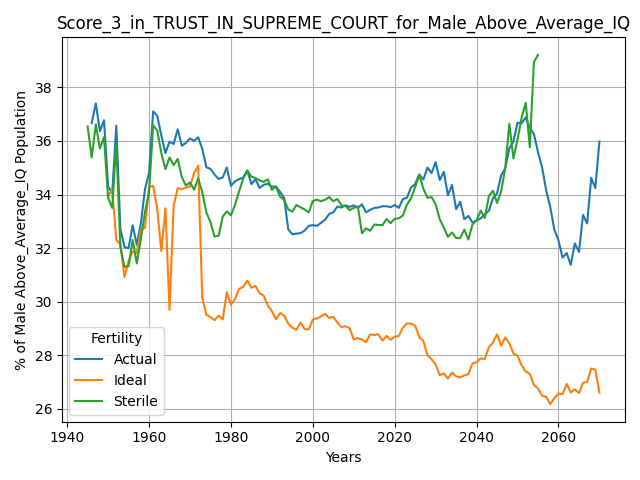 Score_3_in_TRUST_IN_SUPREME_COURT_for_Male_Above_Average_IQ
% of Male Above_Average_IQ Population
38
36
34
32
30
28
26
Fertility
Actual
Ideal
Sterile
1940 1960 1980 2000 2020 2040 2060
Years